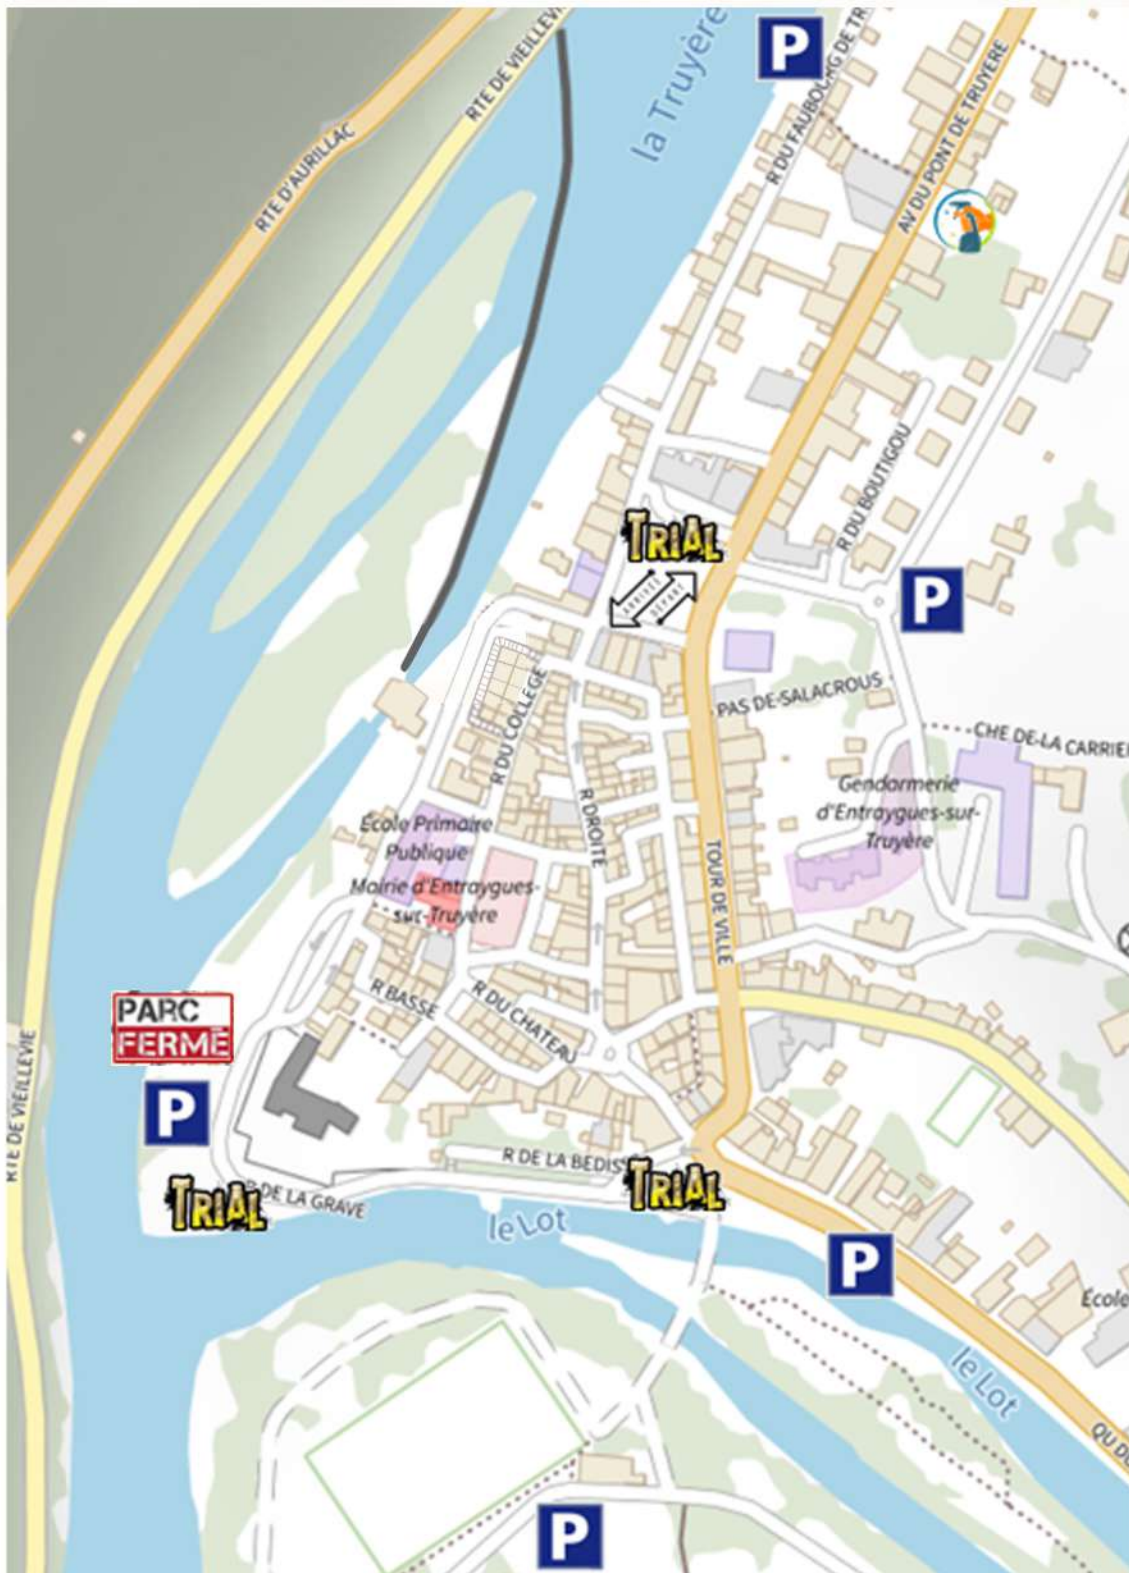 RTE D'AURILLAC
RTE DE VIEILLEVI
la Truyère
P
R DU FAUBOURG DE TR
AV DU PONT DE TRUYERE
R DU BOUTIGOU
TRIAL
ARRIVÉE
DÉPART
P
PAS DE-SALACROUS
CHE DE-LA CARRIE
R DU COLLEGE
Gendarmerie
d'Entraygues-sur-
Truyère
R DROITE
École Primaire
Publique
TOUR DE VILLE
Mairie d'Entraygues-
sur-Truyère
R BASSE
R DU CHATEAU
PARC
FERMÉ
P
RTE DE VIEILLEVIE
R DE LA BEDIS
TRIAL
TRIAL
R DE LA GRAVE
le Lot
P
École
le Lot
QU DU
P